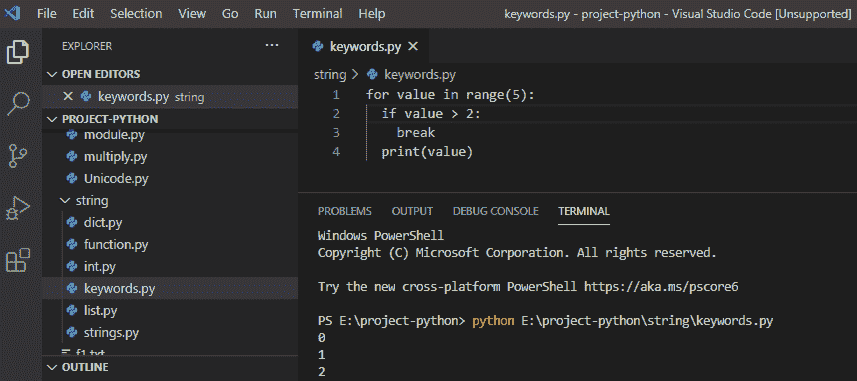 File Edit Selection View Go Run Terminal Help keywords.py - project-python - Visual Studio Code [Unsupported]
EXPLORER ...
OPEN EDITORS
keywords.py string
PROJECT-PYTHON
module.py
multiply.py
Unicode.py
string
dict.py
function.py
int.py
keywords.py
list.py
strings.py
f1.txt
OUTLINE
keywords.py
string > keywords.py
1 for value in range(5):
2 if value > 2:
3 break
4 print(value)
PROBLEMS OUTPUT DEBUG CONSOLE TERMINAL
Windows PowerShell
Copyright (C) Microsoft Corporation. All rights reserved.
Try the new cross-platform PowerShell https://aka.ms/pscore6
PS E:\project-python> python E:\project-python\string\keywords.py
0
1
2